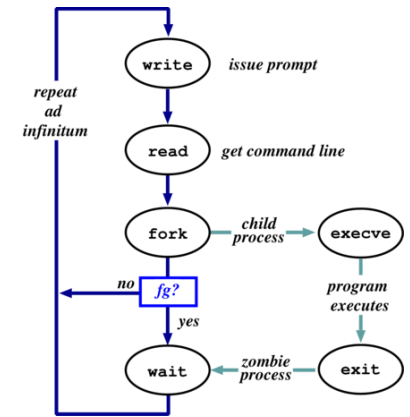 write
issue prompt
repeat
ad
infinitum
read
get command line
fork
child
process
execve
no
fg?
yes
program
executes
wait
zombie
process
exit